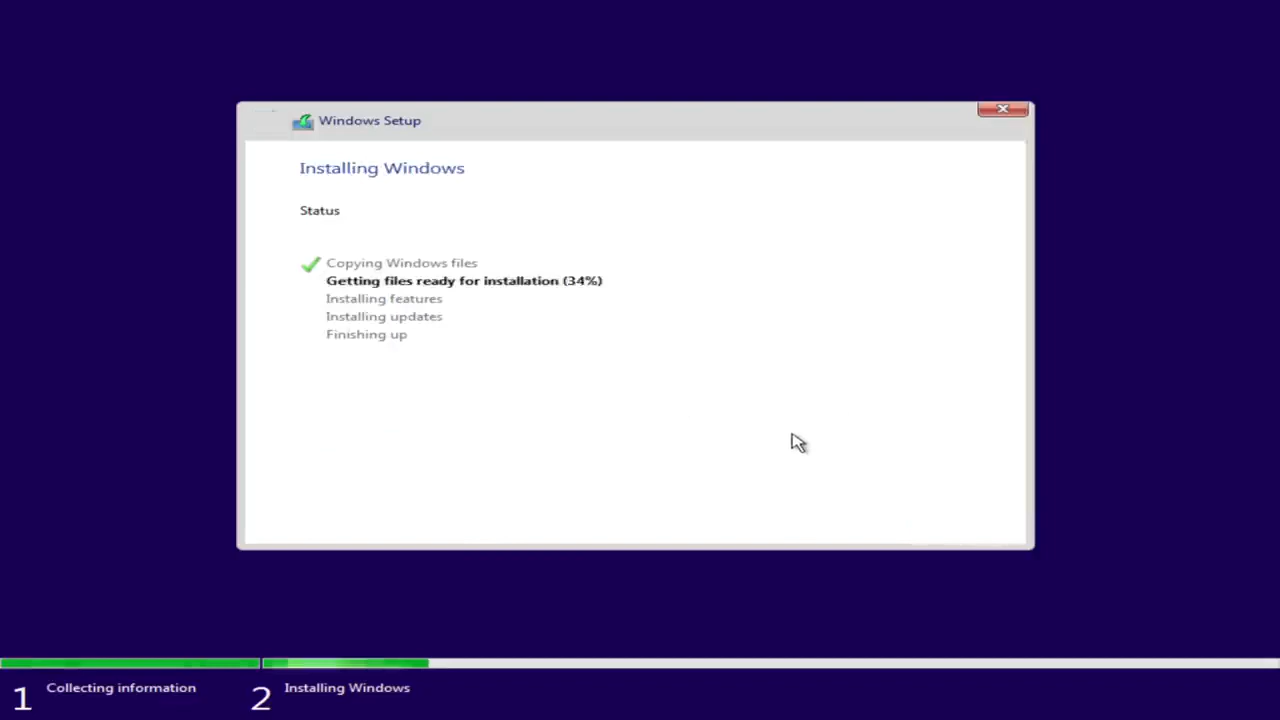 Windows Setup
Installing Windows
Status
Copying Windows files
Getting files ready for installation (34%)
Installing features
Installing updates
Finishing up
1 Collecting information
2 Installing Windows